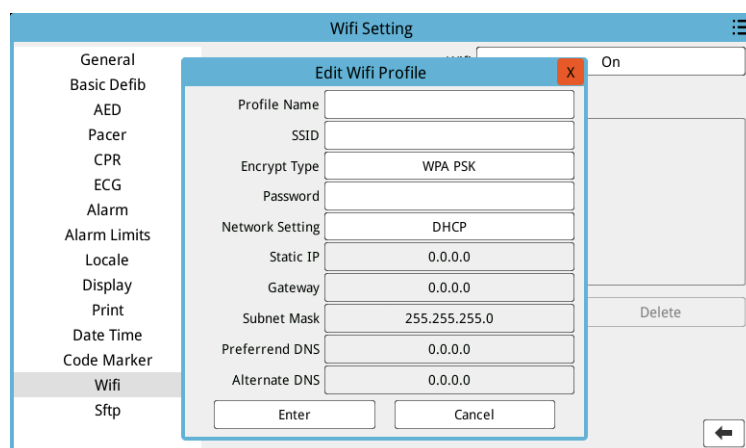 Wifi Setting
General
Basic Defib
AED
Pacer
CPR
ECG
Alarm
Alarm Limits
Locale
Display
Print
Date Time
Code Marker
Wifi
Sftp
On
Edit Wifi Profile
X
Profile Name
SSID
Encrypt Type WPA PSK
Password
Network Setting DHCP
Static IP 0.0.0.0
Gateway 0.0.0.0
Subnet Mask 255.255.255.0
Preferrend DNS 0.0.0.0
Alternate DNS 0.0.0.0
Enter Cancel
Delete